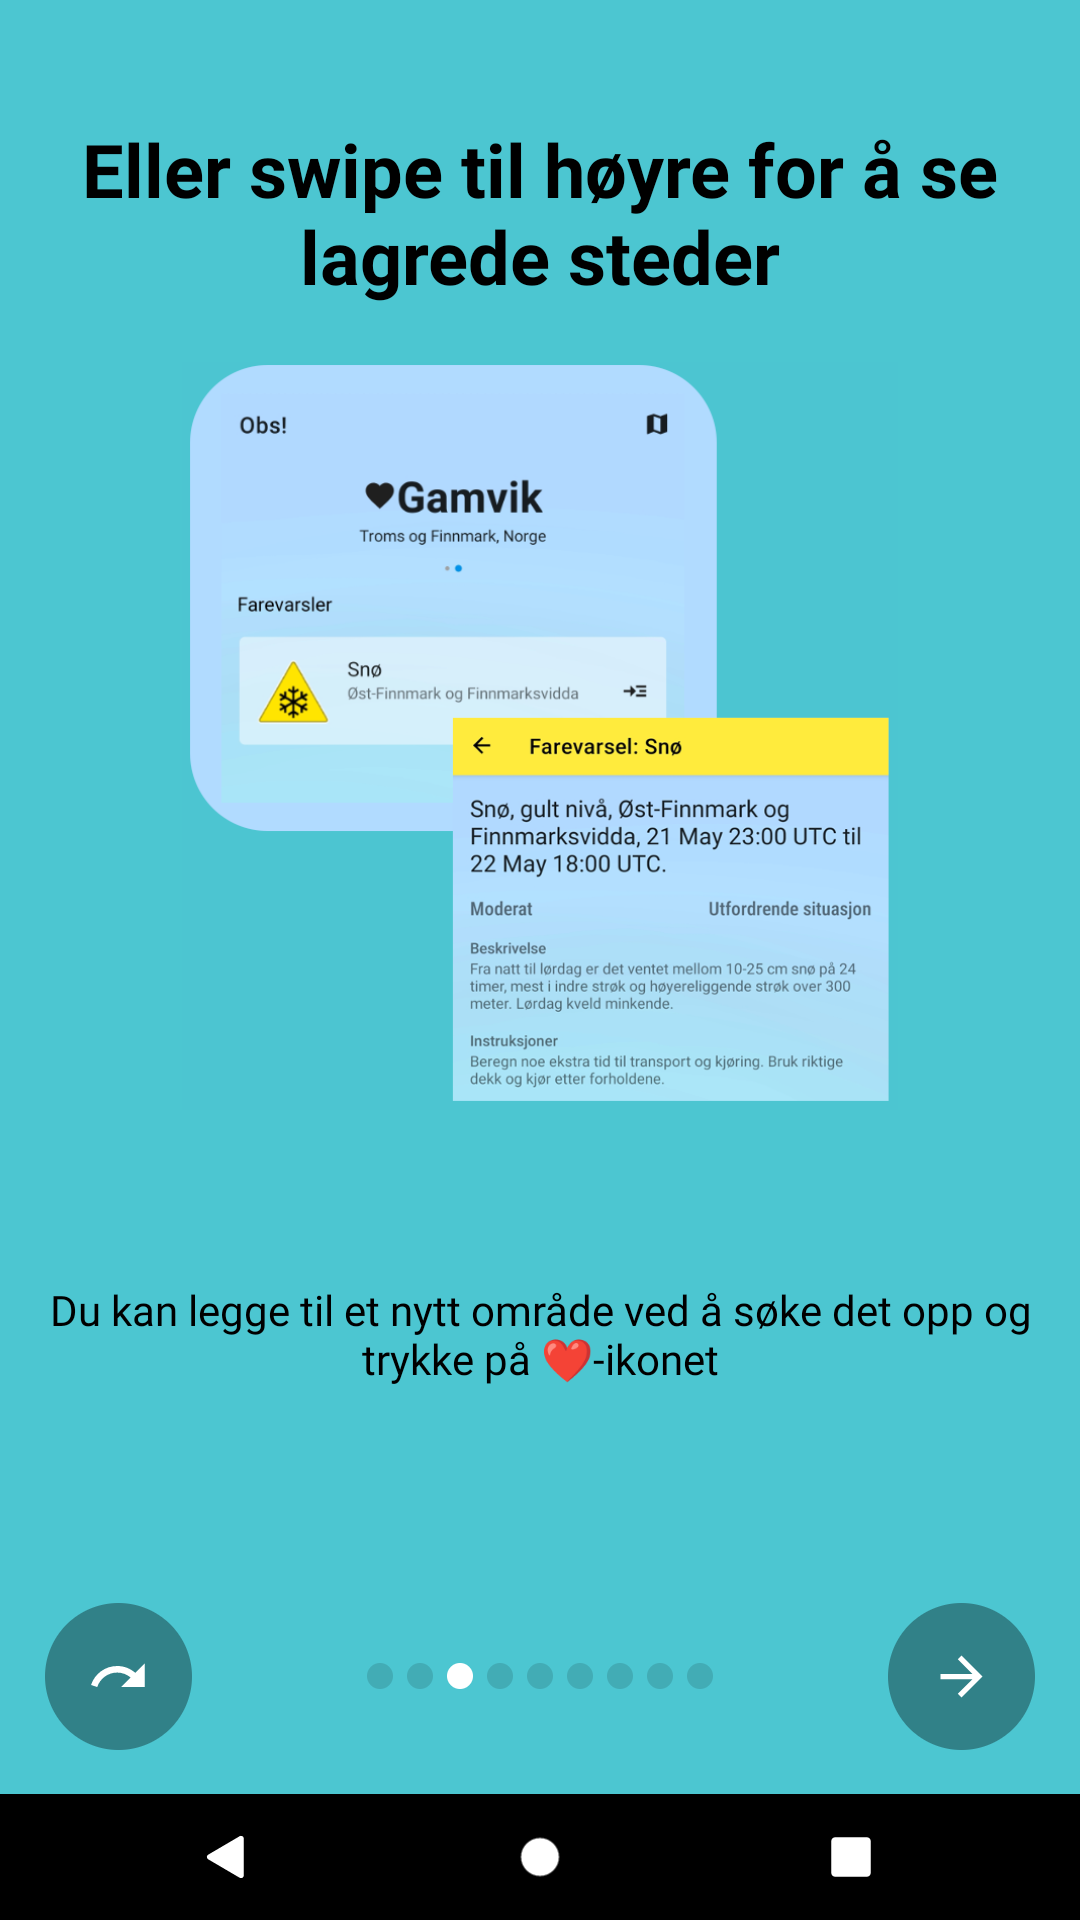 Eller swipe til høyre for å se
lagrede steder
Obs!
Gamvik
Troms og Finnmark, Norge
Farevarsler
Snø
Øst-Finnmark og Finnmarksvidda
Farevarsel: Snø
Snø, gult nivå, Øst-Finnmark og
Finnmarksvidda, 21 May 23:00 UTC til
22 May 18:00 UTC.
Moderat
Utfordrende situasjon
Beskrivelse
Fra natt til lørdag er det ventet mellom 10-25 cm snø på 24
timer, mest i indre strøk og høyereliggende strøk over 300
meter. Lørdag kveld minkende.
Instruksjoner
Beregn noe ekstra tid til transport og kjøring. Bruk riktige
dekk og kjør etter forholdene.
Du kan legge til et nytt område ved å søke det opp og
trykke på ❤️-ikonet